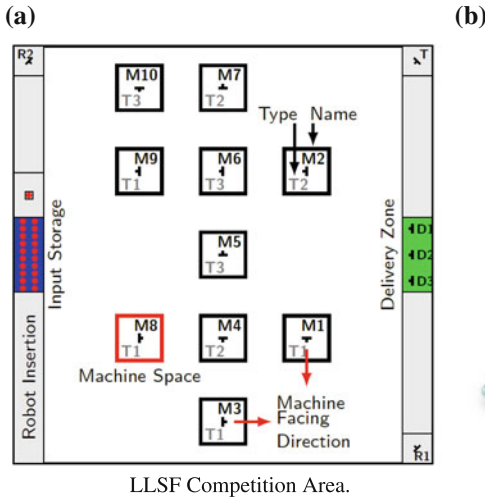 (a)
(b)
R2
T
M10
T3
M7
T2
Type Name
M9
T1
M6
T3
M2
T2
Input Storage
M5
T3
Delivery Zone
D1
D2
D3
M8
T1
M4
T2
M1
T1
Machine Space
Robot Insertion
M3
T1
Machine
Facing
Direction
R1
LLSF Competition Area.